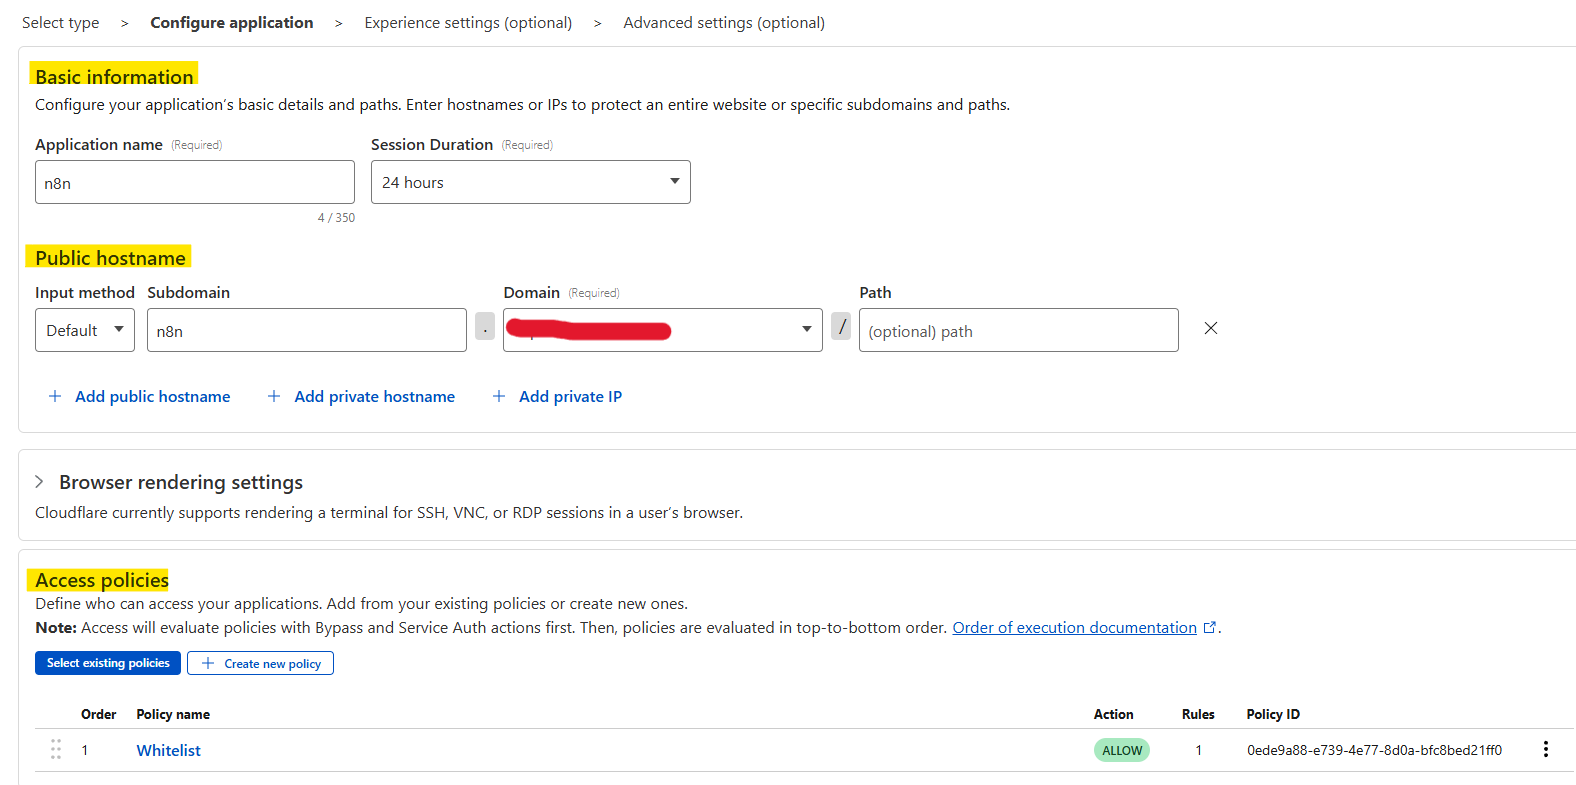 Select type > Configure application > Experience settings (optional) > Advanced settings (optional)
Basic information
Configure your application's basic details and paths. Enter hostnames or IPs to protect an entire website or specific subdomains and paths.
Application name (Required) Session Duration (Required)
n8n 24 hours
4 / 350
Public hostname
Input method Subdomain Domain (Required) Path
Default n8n . / (optional) path
+ Add public hostname + Add private hostname + Add private IP
Browser rendering settings
Cloudflare currently supports rendering a terminal for SSH, VNC, or RDP sessions in a user's browser.
Access policies
Define who can access your applications. Add from your existing policies or create new ones.
Note: Access will evaluate policies with Bypass and Service Auth actions first. Then, policies are evaluated in top-to-bottom order. Order of execution documentation .
Select existing policies + Create new policy
Order Policy name Action Rules Policy ID
1 Whitelist ALLOW 1 0ede9a88-e739-4e77-8d0a-bfc8bed21ff0